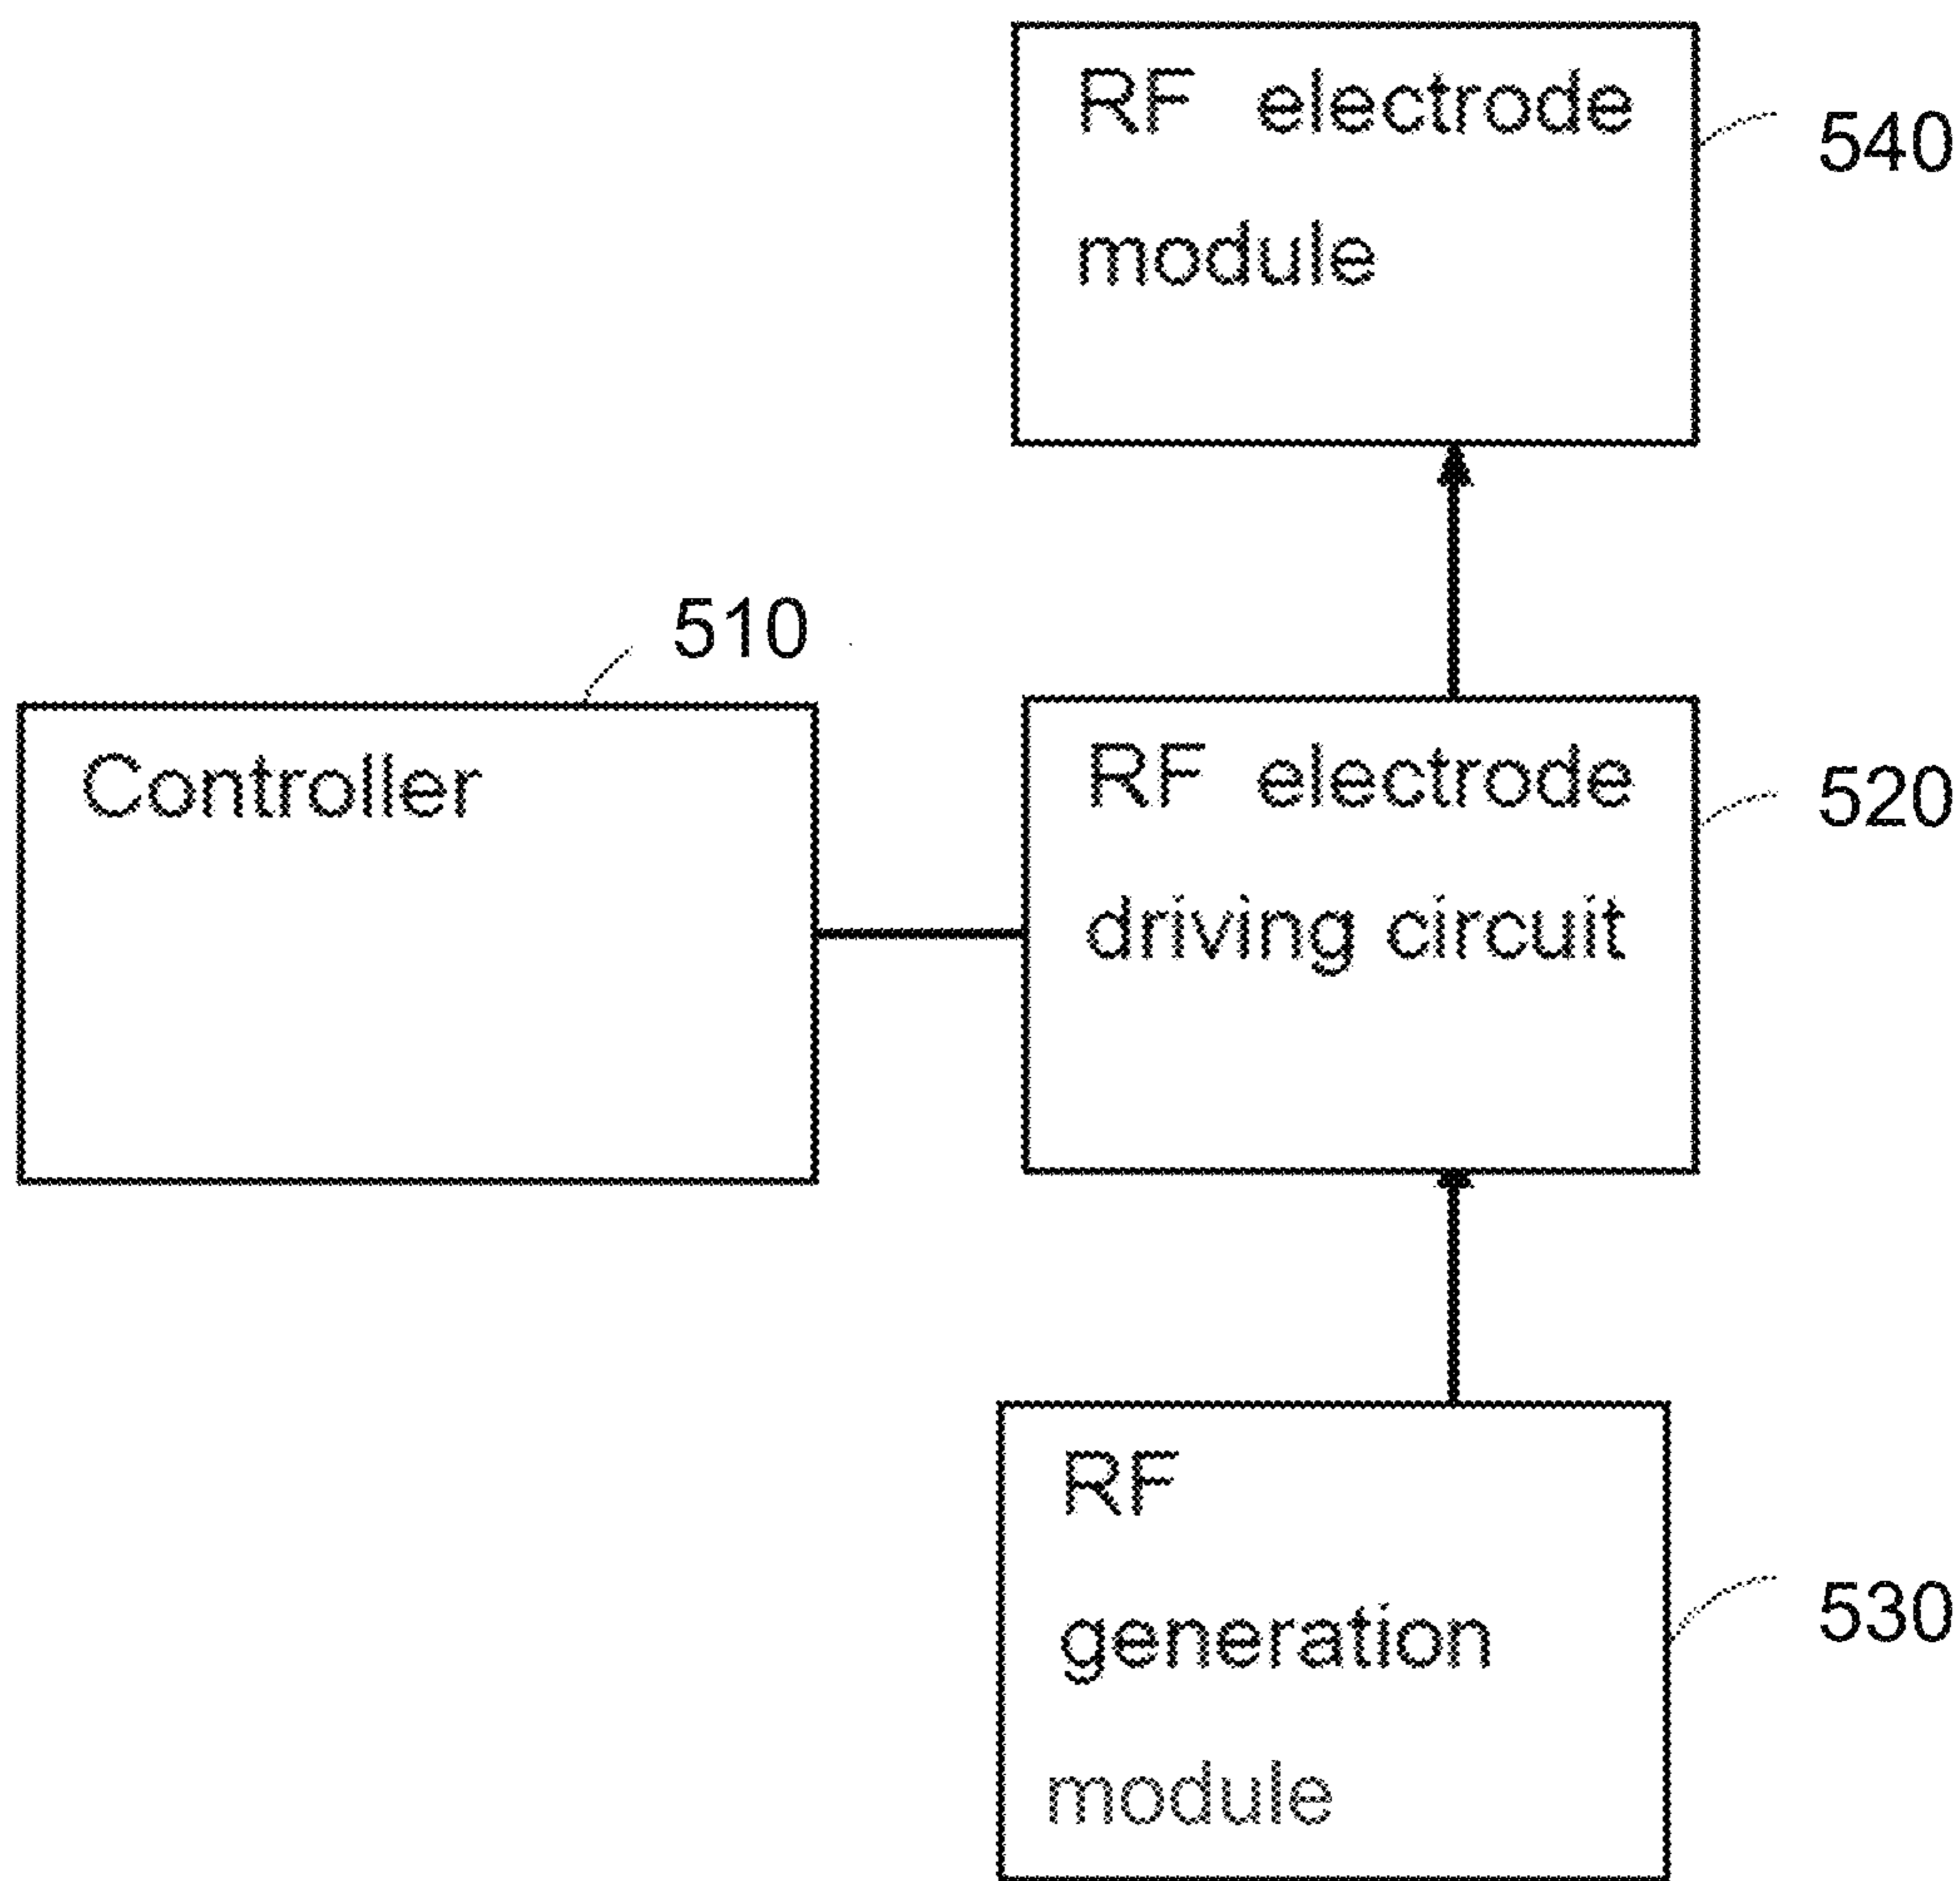 RF electrode
module
540
510
Controller
RF electrode
driving circuit
520
RF
generation
module
530